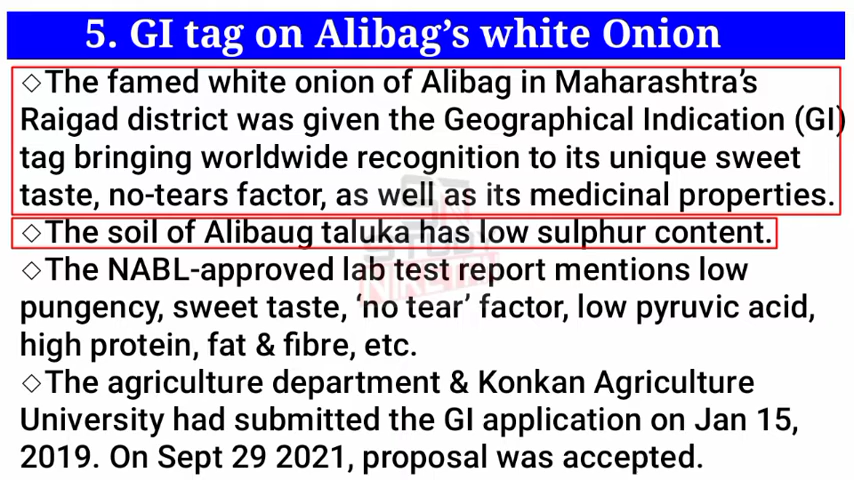 5. GI tag on Alibag's white Onion
◇The famed white onion of Alibag in Maharashtra's
Raigad district was given the Geographical Indication (GI)
tag bringing worldwide recognition to its unique sweet
taste, no-tears factor, as well as its medicinal properties.
◇The soil of Alibaug taluka has low sulphur content.
◇The NABL-approved lab test report mentions low
pungency, sweet taste, 'no tear' factor, low pyruvic acid,
high protein, fat & fibre, etc.
◇The agriculture department & Konkan Agriculture
University had submitted the GI application on Jan 15,
2019. On Sept 29 2021, proposal was accepted.